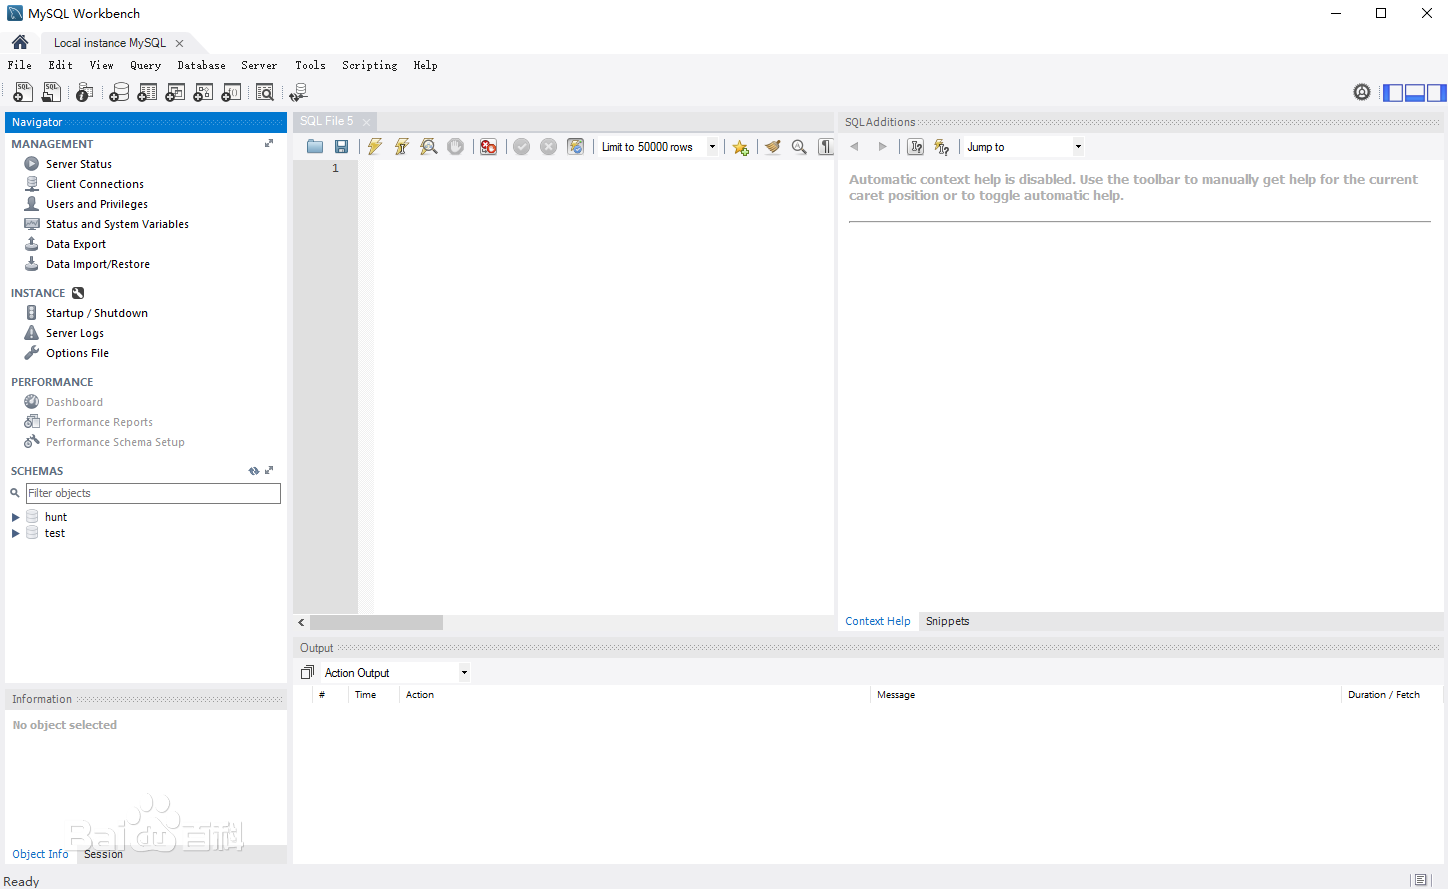 MySQL Workbench
Local instance MySQL
File Edit View Query Database Server Tools Scripting Help
Navigator
MANAGEMENT
Server Status
Client Connections
Users and Privileges
Status and System Variables
Data Export
Data Import/Restore
INSTANCE
Startup / Shutdown
Server Logs
Options File
PERFORMANCE
Dashboard
Performance Reports
Performance Schema Setup
SCHEMAS
Filter objects
hunt
test
Information
No object selected
Baidu百科
Object Info Session
SQL File 5
Limit to 50000 rows
1
SQLAdditions
Jump to
Automatic context help is disabled. Use the toolbar to manually get help for the current
caret position or to toggle automatic help.
Context Help Snippets
Output
Action Output
# Time Action Message Duration / Fetch
Ready